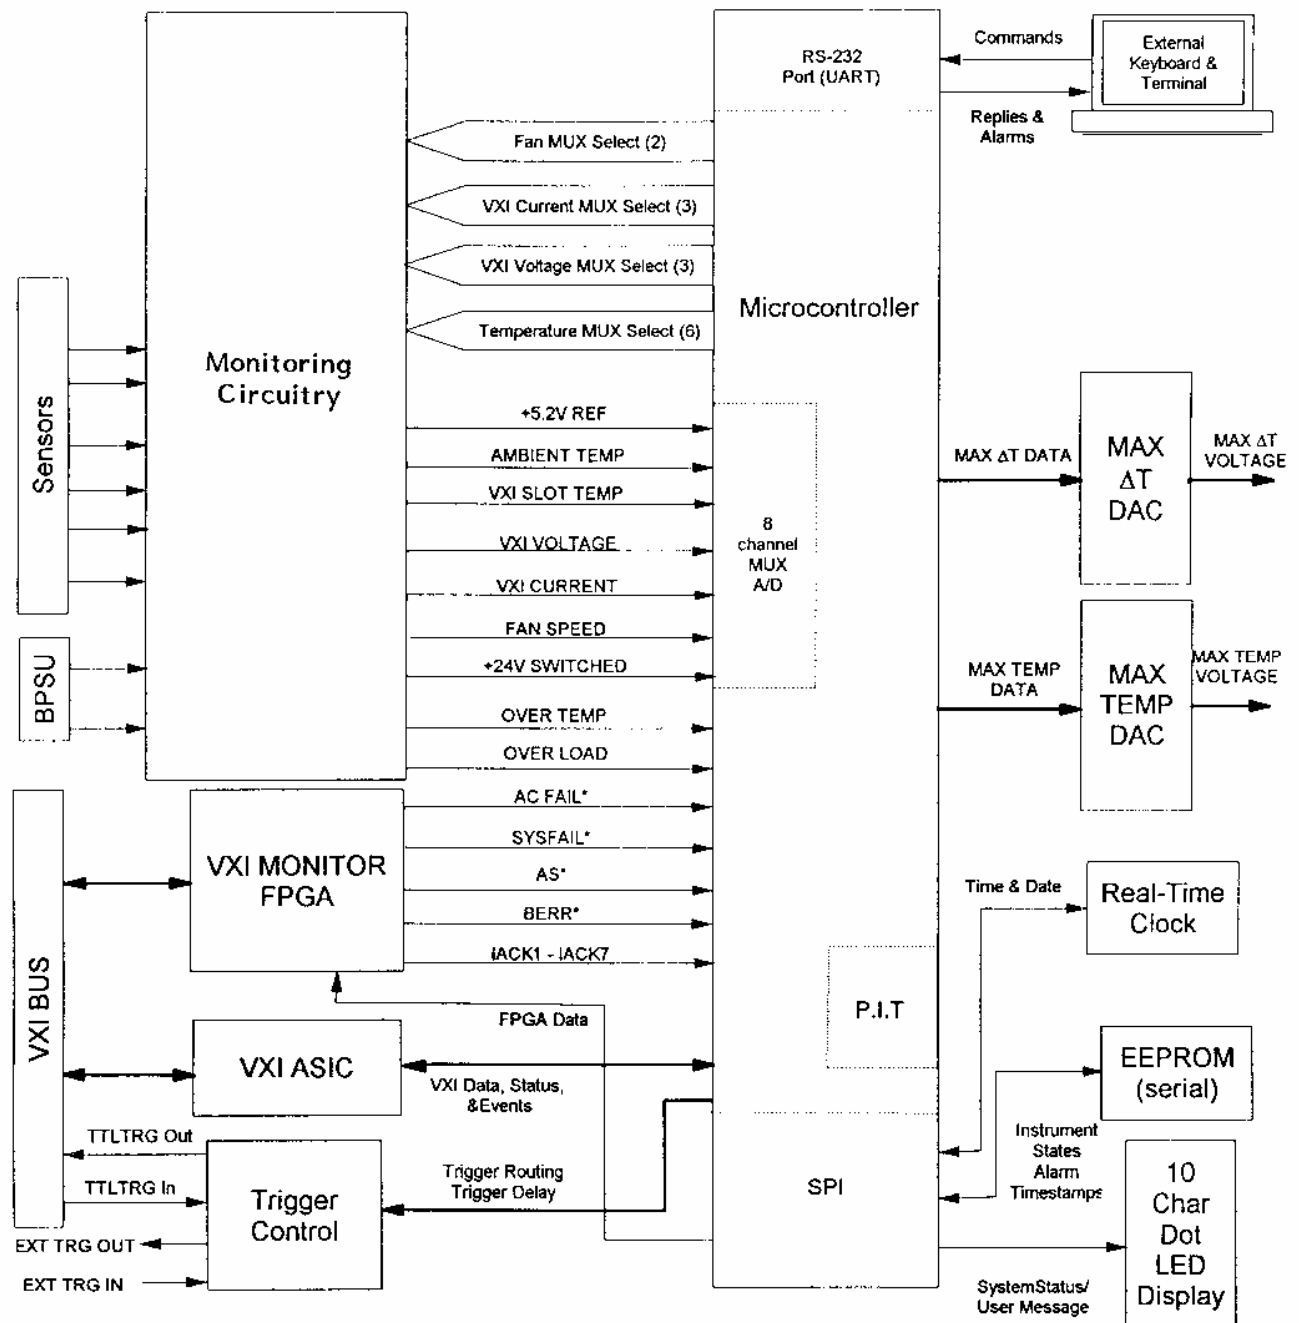 Commands
External
Keyboard &
Terminal
RS-232
Port (UART)
Replies &
Alarms
Fan MUX Select (2)
VXI Current MUX Select (3)
VXI Voltage MUX Select (3)
Temperature MUX Select (6)
Microcontroller
Monitoring
Circuitry
Sensors
+5.2V REF
AMBIENT TEMP
VXI SLOT TEMP
VXI VOLTAGE
VXI CURRENT
FAN SPEED
+24V SWITCHED
OVER TEMP
OVER LOAD
8
channel
MUX
A/D
MAX ΔT DATA
MAX
ΔT
DAC
MAX ΔT
VOLTAGE
BPSU
MAX TEMP
DATA
MAX
TEMP
DAC
MAX TEMP
VOLTAGE
AC FAIL*
SYSFAIL*
AS*
BERR*
IACK1 - IACK7
VXI MONITOR
FPGA
VXI BUS
Time & Date
Real-Time
Clock
P.I.T
FPGA Data
VXI ASIC
VXI Data, Status,
&Events
EEPROM
(serial)
Instrument
States
Alarm
Timestamps
TTLTRG Out
TTLTRG In
EXT TRG OUT
EXT TRG IN
Trigger
Control
Trigger Routing
Trigger Delay
SPI
10
Char
Dot
LED
Display
SystemStatus/
User Message